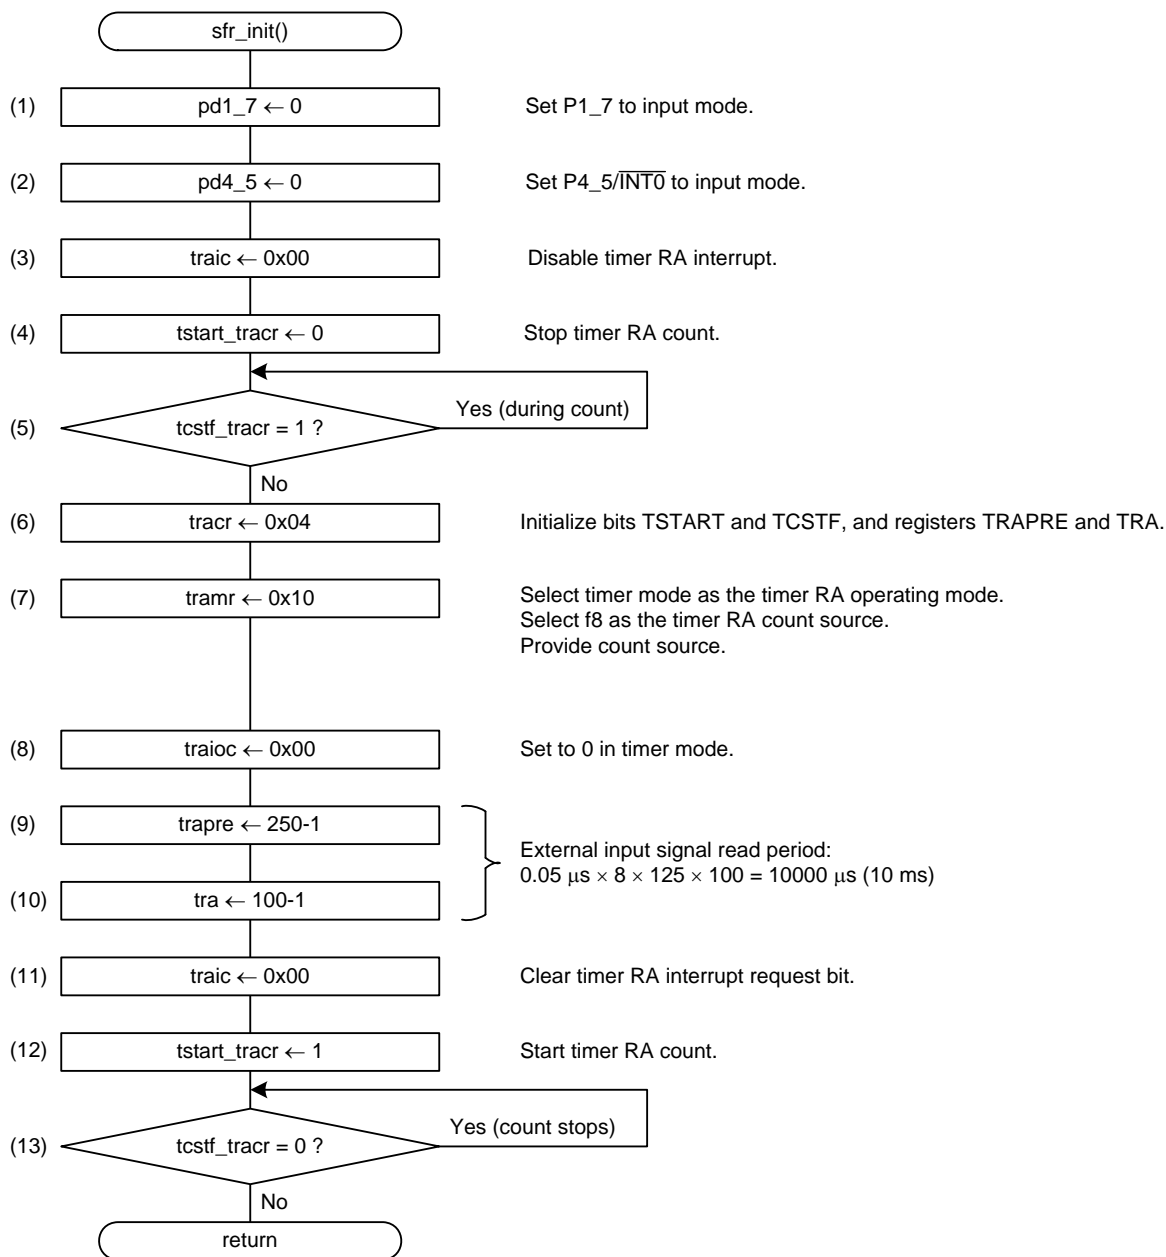 sfr_init()
(1) pd1_7 ← 0 Set P1_7 to input mode.
(2) pd4_5 ← 0 Set P4_5/I̅N̅T̅0̅ to input mode.
(3) traic ← 0x00 Disable timer RA interrupt.
(4) tstart_tracr ← 0 Stop timer RA count.
Yes (during count)
(5) tcstf_tracr = 1 ?
No
(6) tracr ← 0x04 Initialize bits TSTART and TCSTF, and registers TRAPRE and TRA.
(7) tramr ← 0x10 Select timer mode as the timer RA operating mode.
Select f8 as the timer RA count source.
Provide count source.
(8) traioc ← 0x00 Set to 0 in timer mode.
(9) trapre ← 250-1
External input signal read period:
0.05 μs × 8 × 125 × 100 = 10000 μs (10 ms)
(10) tra ← 100-1
(11) traic ← 0x00 Clear timer RA interrupt request bit.
(12) tstart_tracr ← 1 Start timer RA count.
Yes (count stops)
(13) tcstf_tracr = 0 ?
No
return